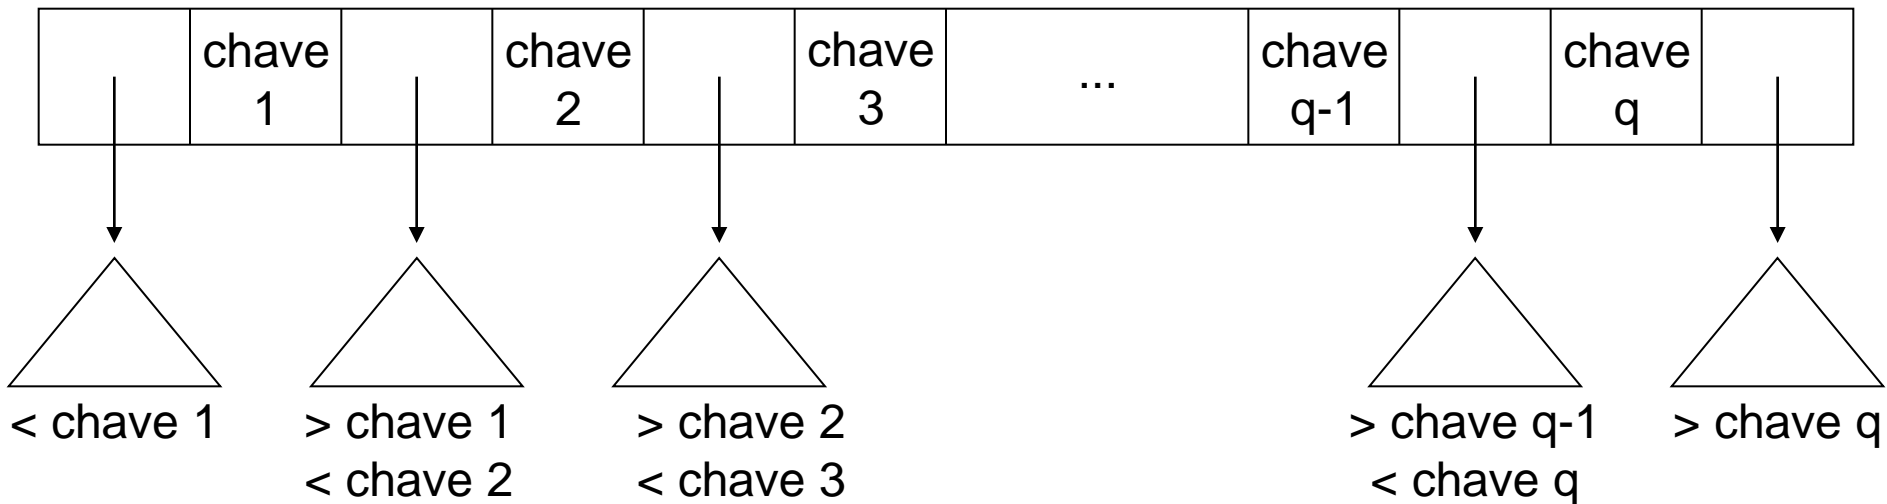 chave
1
chave
2
chave
3
...
chave
q-1
chave
q
< chave 1
> chave 1
< chave 2
> chave 2
< chave 3
> chave q-1
< chave q
> chave q